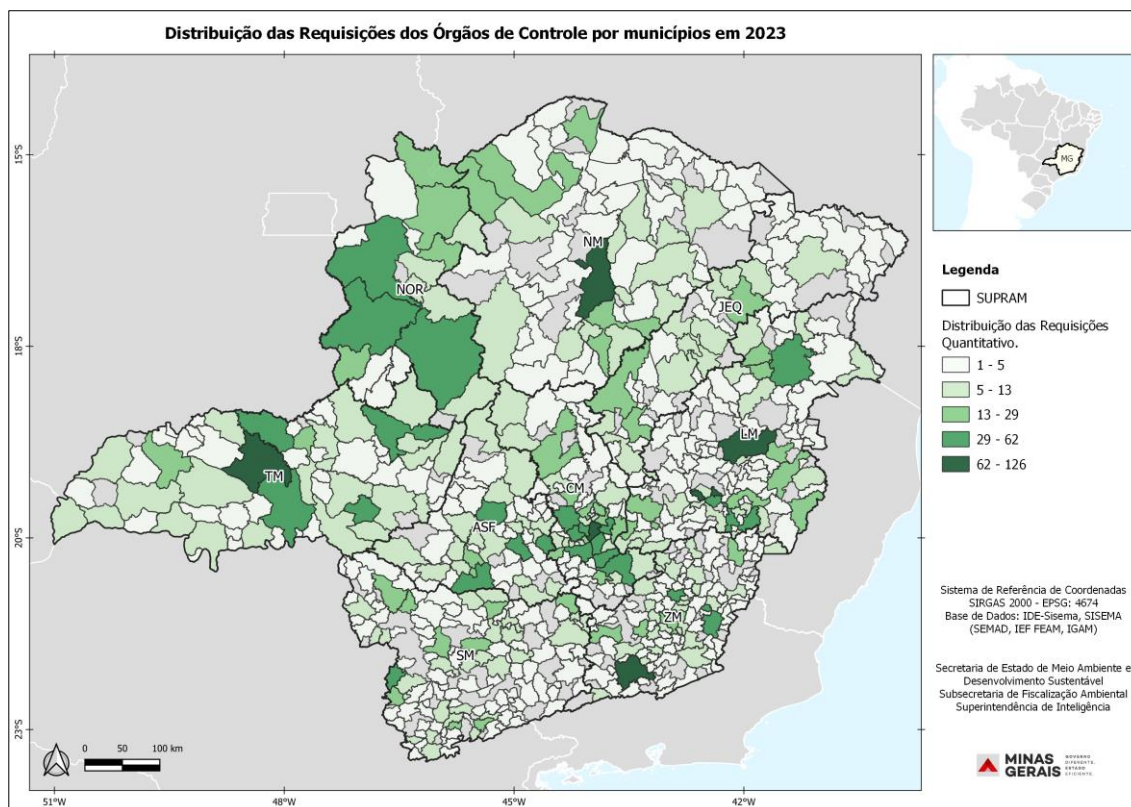 Distribuição das Requisições dos Órgãos de Controle por municípios em 2023
15°S
18°S
20°S
23°S
51°W
48°W
45°W
42°W
NM
NOR
JEQ
LM
TM
CM
ASF
ZM
SM
0 50 100 km
MG
Legenda
SUPRAM
Distribuição das Requisições
Quantitativo.
1 - 5
5 - 13
13 - 29
29 - 62
62 - 126
Sistema de Referência de Coordenadas
SIRGAS 2000 - EPSG: 4674
Base de Dados: IDE-Sisema, SISEMA
(SEMAD, IEF FEAM, IGAM)
Secretaria de Estado de Meio Ambiente e
Desenvolvimento Sustentável
Subsecretaria de Fiscalização Ambiental
Superintendência de Inteligência
MINAS
GERAIS
GOVERNO
DIFERENTE.
ESTADO
EFICIENTE.